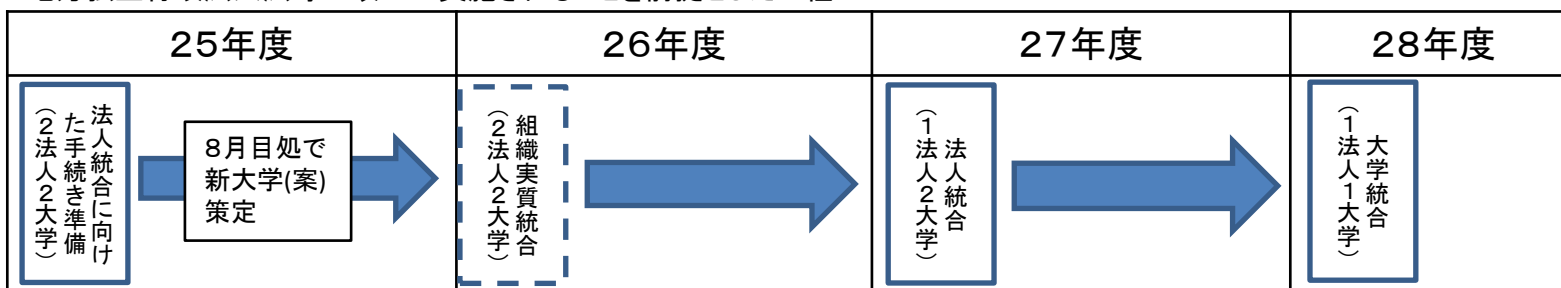 25年度
26年度
27年度
28年度
法人統合に向け
た手続き準備
(2法人2大学)
8月目処で
新大学(案)
策定
組織実質統合
(2法人2大学)
法人統合
(1法人2大学)
大学統合
(1法人1大学)